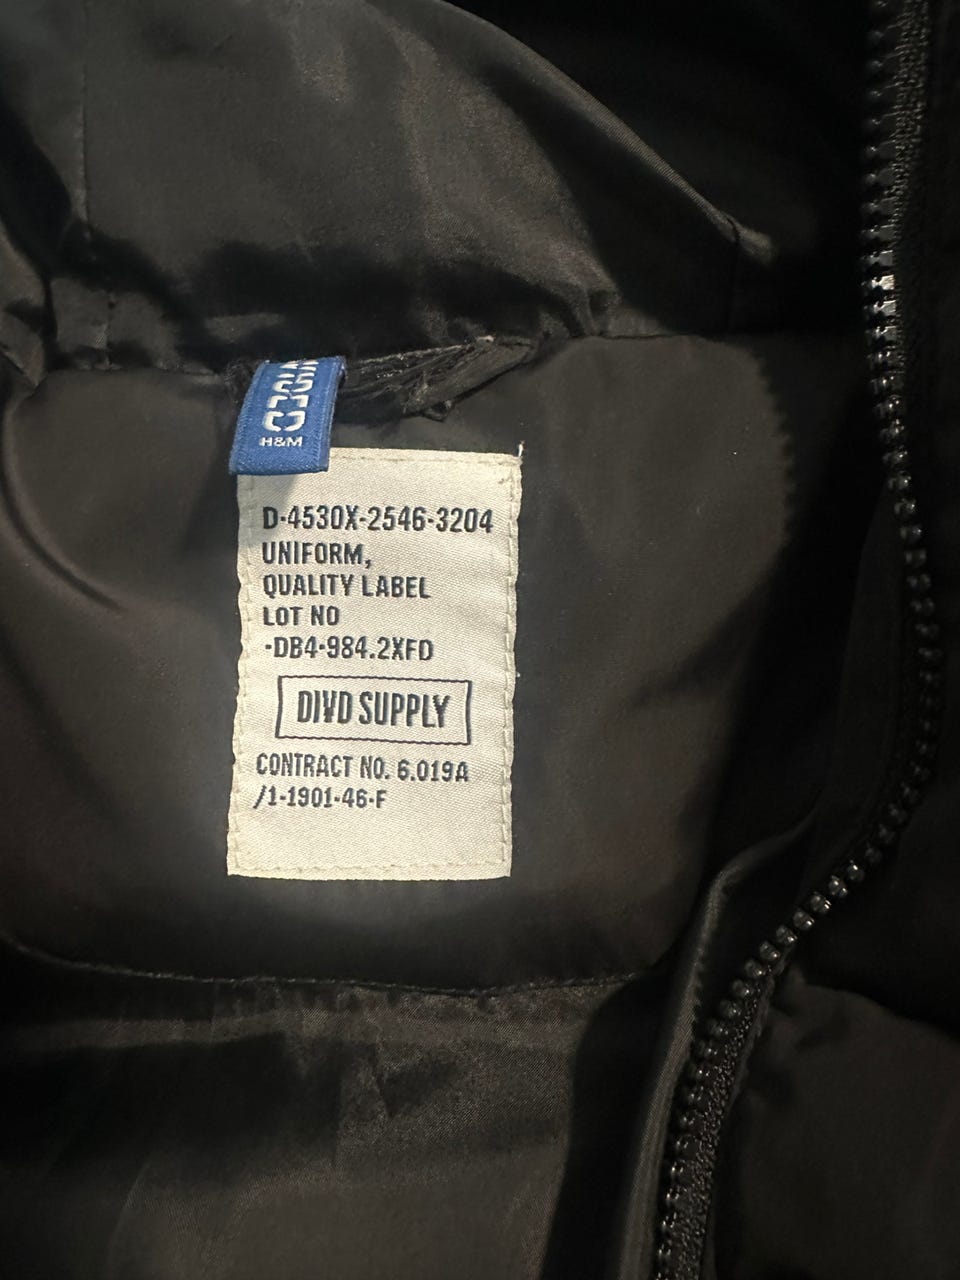 H&M
D-4530X-2546-3204
UNIFORM,
QUALITY LABEL
LOT NO
-DB4-984.2XFD
DIVD SUPPLY
CONTRACT NO. 6.019A
/1-1901-46-F